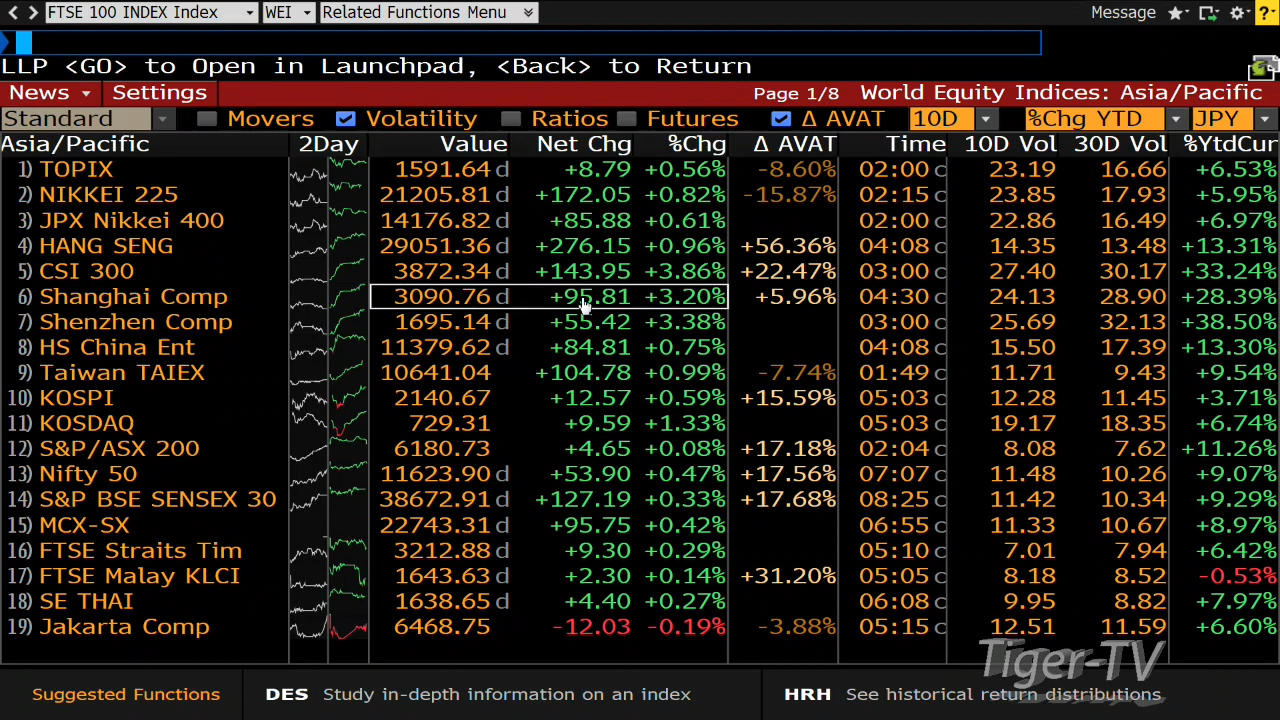 FTSE 100 INDEX Index WEI Related Functions Menu Message ?
LLP <GO> to Open in Launchpad, <Back> to Return
News Settings Page 1/8 World Equity Indices: Asia/Pacific
Standard Movers Volatility Ratios Futures Δ AVAT 10D %Chg YTD JPY
Asia/Pacific 2Day Value Net Chg %Chg Δ AVAT Time 10D Vol 30D Vol %YtdCur
1) TOPIX 1591.64 d +8.79 +0.56% -8.60% 02:00 c 23.19 16.66 +6.53%
2) NIKKEI 225 21205.81 d +172.05 +0.82% -15.87% 02:15 c 23.85 17.93 +5.95%
3) JPX Nikkei 400 14176.82 d +85.88 +0.61% 02:00 c 22.86 16.49 +6.97%
4) HANG SENG 29051.36 d +276.15 +0.96% +56.36% 04:08 c 14.35 13.48 +13.31%
5) CSI 300 3872.34 d +143.95 +3.86% +22.47% 03:00 c 27.40 30.17 +33.24%
6) Shanghai Comp 3090.76 d +95.81 +3.20% +5.96% 04:30 c 24.13 28.90 +28.39%
7) Shenzhen Comp 1695.14 d +55.42 +3.38% 03:00 c 25.69 32.13 +38.50%
8) HS China Ent 11379.62 d +84.81 +0.75% 04:08 c 15.50 17.39 +13.30%
9) Taiwan TAIEX 10641.04 +104.78 +0.99% -7.74% 01:49 c 11.71 9.43 +9.54%
10) KOSPI 2140.67 +12.57 +0.59% +15.59% 05:03 c 12.28 11.45 +3.71%
11) KOSDAQ 729.31 +9.59 +1.33% 05:03 c 19.17 18.35 +6.74%
12) S&P/ASX 200 6180.73 +4.65 +0.08% +17.18% 02:04 c 8.08 7.62 +11.26%
13) Nifty 50 11623.90 d +53.90 +0.47% +17.56% 07:07 c 11.48 10.26 +9.07%
14) S&P BSE SENSEX 30 38672.91 d +127.19 +0.33% +17.68% 08:25 c 11.42 10.34 +9.29%
15) MCX-SX 22743.31 d +95.75 +0.42% 06:55 c 11.33 10.67 +8.97%
16) FTSE Straits Tim 3212.88 d +9.30 +0.29% 05:10 c 7.01 7.94 +6.42%
17) FTSE Malay KLCI 1643.63 d +2.30 +0.14% +31.20% 05:05 c 8.18 8.52 -0.53%
18) SE THAI 1638.65 d +4.40 +0.27% 06:08 c 9.95 8.82 +7.97%
19) Jakarta Comp 6468.75 -12.03 -0.19% -3.88% 05:15 c 12.51 11.59 +6.60%
Tiger-TV
Suggested Functions DES Study in-depth information on an index HRH See historical return distributions